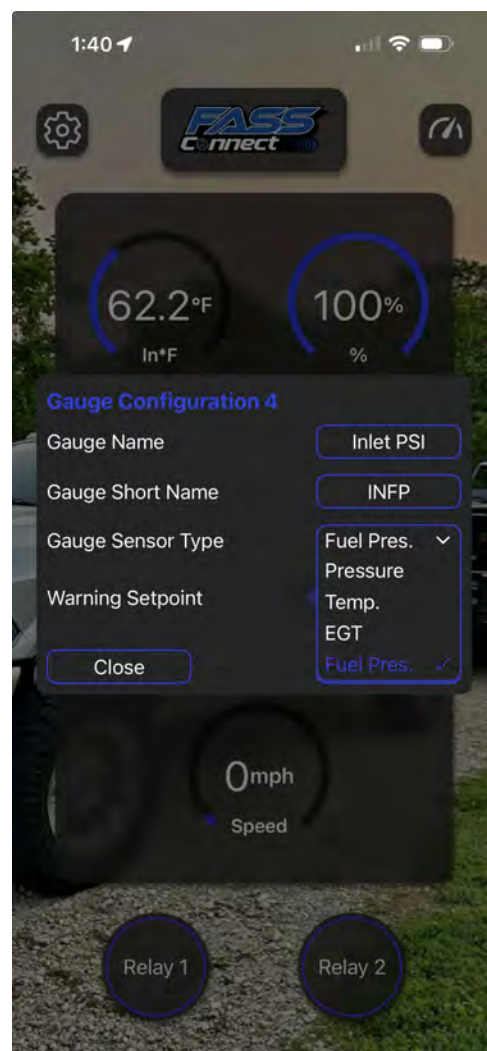 1:40
FASS
Connect
62.2°F
100%
In*F
%
Gauge Configuration 4
Gauge Name
Inlet PSI
Gauge Short Name
INFP
Gauge Sensor Type
Fuel Pres.
Pressure
Warning Setpoint
Temp.
EGT
Close
Fuel Pres.
0mph
Speed
Relay 1
Relay 2